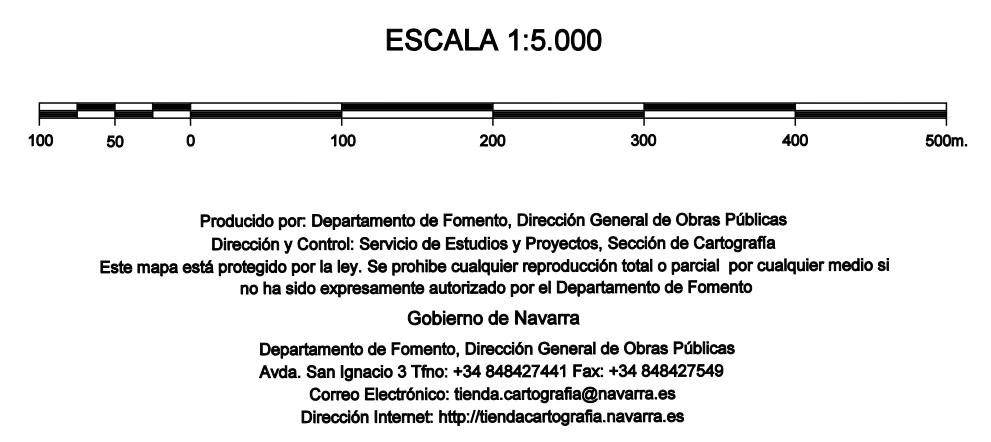 ESCALA 1:5.000
100 50 0 100 200 300 400 500m.
Producido por: Departamento de Fomento, Dirección General de Obras Públicas
Dirección y Control: Servicio de Estudios y Proyectos, Sección de Cartografía
Este mapa está protegido por la ley. Se prohibe cualquier reproducción total o parcial por cualquier medio si
no ha sido expresamente autorizado por el Departamento de Fomento
Gobierno de Navarra
Departamento de Fomento, Dirección General de Obras Públicas
Avda. San Ignacio 3 Tfno: +34 848427441 Fax: +34 848427549
Correo Electrónico: tienda.cartografia@navarra.es
Dirección Internet: http://tiendacartografia.navarra.es